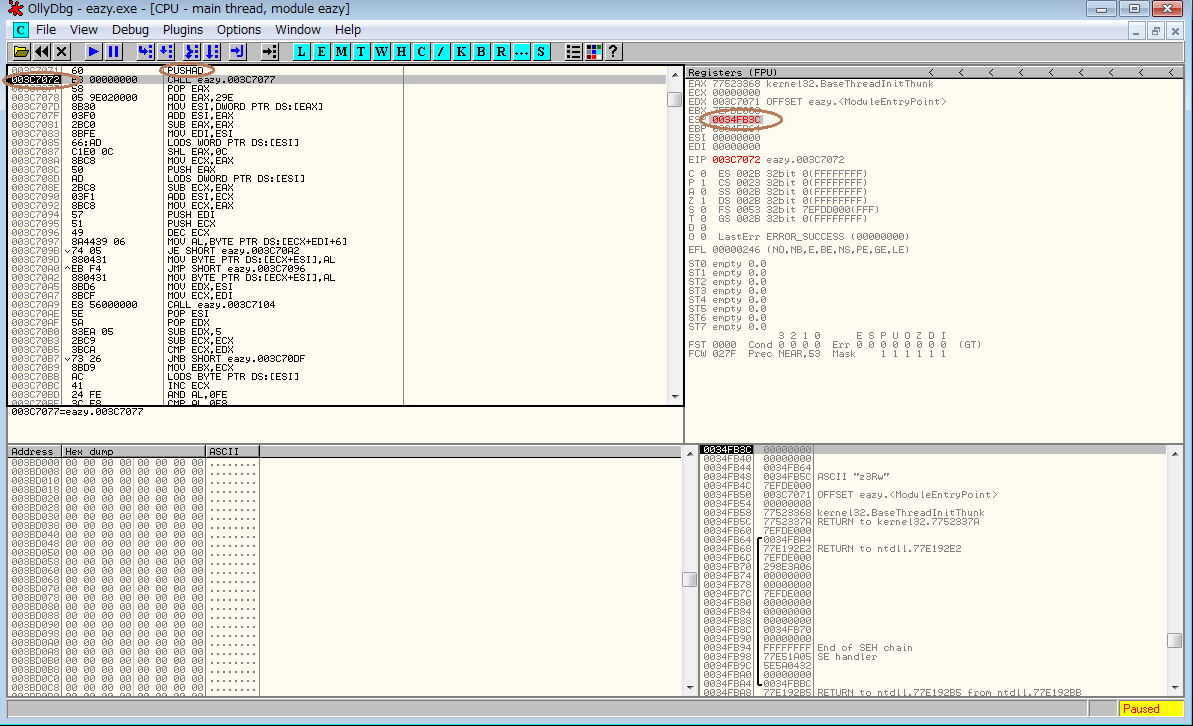 OllyDbg - eazy.exe - [CPU - main thread, module eazy]
C File View Debug Plugins Options Window Help
L E M T W H C / K B R ... S ?
003C7071 60 PUSHAD
003C7072 E8 00000000 CALL eazy.003C7077
003C7077 58 POP EAX
003C7078 05 9E020000 ADD EAX,29E
003C707D 8B30 MOV ESI,DWORD PTR DS:[EAX]
003C707F 03F0 ADD ESI,EAX
003C7081 2BC0 SUB EAX,EAX
003C7083 8BFE MOV EDI,ESI
003C7085 66:AD LODS WORD PTR DS:[ESI]
003C7087 C1E0 0C SHL EAX,0C
003C708A 8BC8 MOV ECX,EAX
003C708C 50 PUSH EAX
003C708D AD LODS DWORD PTR DS:[ESI]
003C708E 2BC8 SUB ECX,EAX
003C7090 03F1 ADD ESI,ECX
003C7092 8BC8 MOV ECX,EAX
003C7094 57 PUSH EDI
003C7095 51 PUSH ECX
003C7096 49 DEC ECX
003C7097 8A4439 06 MOV AL,BYTE PTR DS:[ECX+EDI+6]
003C709B 74 05 JE SHORT eazy.003C70A2
003C709D 880431 MOV BYTE PTR DS:[ECX+ESI],AL
003C70A0 ^EB F4 JMP SHORT eazy.003C7096
003C70A2 880431 MOV BYTE PTR DS:[ECX+ESI],AL
003C70A5 8BD6 MOV EDX,ESI
003C70A7 8BCF MOV ECX,EDI
003C70A9 E8 56000000 CALL eazy.003C7104
003C70AE 5E POP ESI
003C70AF 5A POP EDX
003C70B0 83EA 05 SUB EDX,5
003C70B3 2BC9 SUB ECX,ECX
003C70B5 3BCA CMP ECX,EDX
003C70B7 73 26 JNB SHORT eazy.003C70DF
003C70B9 8BD9 MOV EBX,ECX
003C70BB AC LODS BYTE PTR DS:[ESI]
003C70BC 41 INC ECX
003C70BD 24 FE AND AL,0FE
003C70BF 3C E8 CMP AL,0E8
003C7077=eazy.003C7077
Registers (FPU) < < < < < < < < <
EAX 77523368 kernel32.BaseThreadInitThunk
ECX 00000000
EDX 003C7071 OFFSET eazy.<ModuleEntryPoint>
EBX 7EFDE000
ESP 0034FB3C
EBP 0034FB64
ESI 00000000
EDI 00000000
EIP 003C7072 eazy.003C7072
C 0 ES 002B 32bit 0(FFFFFFFF)
P 1 CS 0023 32bit 0(FFFFFFFF)
A 0 SS 002B 32bit 0(FFFFFFFF)
Z 1 DS 002B 32bit 0(FFFFFFFF)
S 0 FS 0053 32bit 7EFDD000(FFF)
T 0 GS 002B 32bit 0(FFFFFFFF)
D 0
O 0 LastErr ERROR_SUCCESS (00000000)
EFL 00000246 (NO,NB,E,BE,NS,PE,GE,LE)
ST0 empty 0.0
ST1 empty 0.0
ST2 empty 0.0
ST3 empty 0.0
ST4 empty 0.0
ST5 empty 0.0
ST6 empty 0.0
ST7 empty 0.0
3 2 1 0 E S P U O Z D I
FST 0000 Cond 0 0 0 0 Err 0 0 0 0 0 0 0 0 (GT)
FCW 027F Prec NEAR,53 Mask 1 1 1 1 1 1
Address Hex dump ASCII
003BD000 00 00 00 00 00 00 00 00 ........
003BD008 00 00 00 00 00 00 00 00 ........
003BD010 00 00 00 00 00 00 00 00 ........
003BD018 00 00 00 00 00 00 00 00 ........
003BD020 00 00 00 00 00 00 00 00 ........
003BD028 00 00 00 00 00 00 00 00 ........
003BD030 00 00 00 00 00 00 00 00 ........
003BD038 00 00 00 00 00 00 00 00 ........
003BD040 00 00 00 00 00 00 00 00 ........
003BD048 00 00 00 00 00 00 00 00 ........
003BD050 00 00 00 00 00 00 00 00 ........
003BD058 00 00 00 00 00 00 00 00 ........
003BD060 00 00 00 00 00 00 00 00 ........
003BD068 00 00 00 00 00 00 00 00 ........
003BD070 00 00 00 00 00 00 00 00 ........
003BD078 00 00 00 00 00 00 00 00 ........
003BD080 00 00 00 00 00 00 00 00 ........
003BD088 00 00 00 00 00 00 00 00 ........
003BD090 00 00 00 00 00 00 00 00 ........
003BD098 00 00 00 00 00 00 00 00 ........
003BD0A0 00 00 00 00 00 00 00 00 ........
003BD0A8 00 00 00 00 00 00 00 00 ........
003BD0B0 00 00 00 00 00 00 00 00 ........
003BD0B8 00 00 00 00 00 00 00 00 ........
003BD0C0 00 00 00 00 00 00 00 00 ........
003BD0C8 00 00 00 00 00 00 00 00 ........
0034FB3C 00000000
0034FB40 00000000
0034FB44 0034FB64
0034FB48 0034FB5C ASCII "z3Rw"
0034FB4C 7EFDE000
0034FB50 003C7071 OFFSET eazy.<ModuleEntryPoint>
0034FB54 00000000
0034FB58 77523368 kernel32.BaseThreadInitThunk
0034FB5C 7752337A RETURN to kernel32.7752337A
0034FB60 7EFDE000
0034FB64 0034FBA4
0034FB68 77E192E2 RETURN to ntdll.77E192E2
0034FB6C 7EFDE000
0034FB70 298E3A06
0034FB74 00000000
0034FB78 00000000
0034FB7C 7EFDE000
0034FB80 00000000
0034FB84 00000000
0034FB88 00000000
0034FB8C 0034FB70
0034FB90 00000000
0034FB94 FFFFFFFF End of SEH chain
0034FB98 77E51A05 SE handler
0034FB9C 5E5A0432
0034FBA0 00000000
0034FBA4 0034FBBC
0034FBA8 77E192B5 RETURN to ntdll.77E192B5 from ntdll.77E192BB
Paused